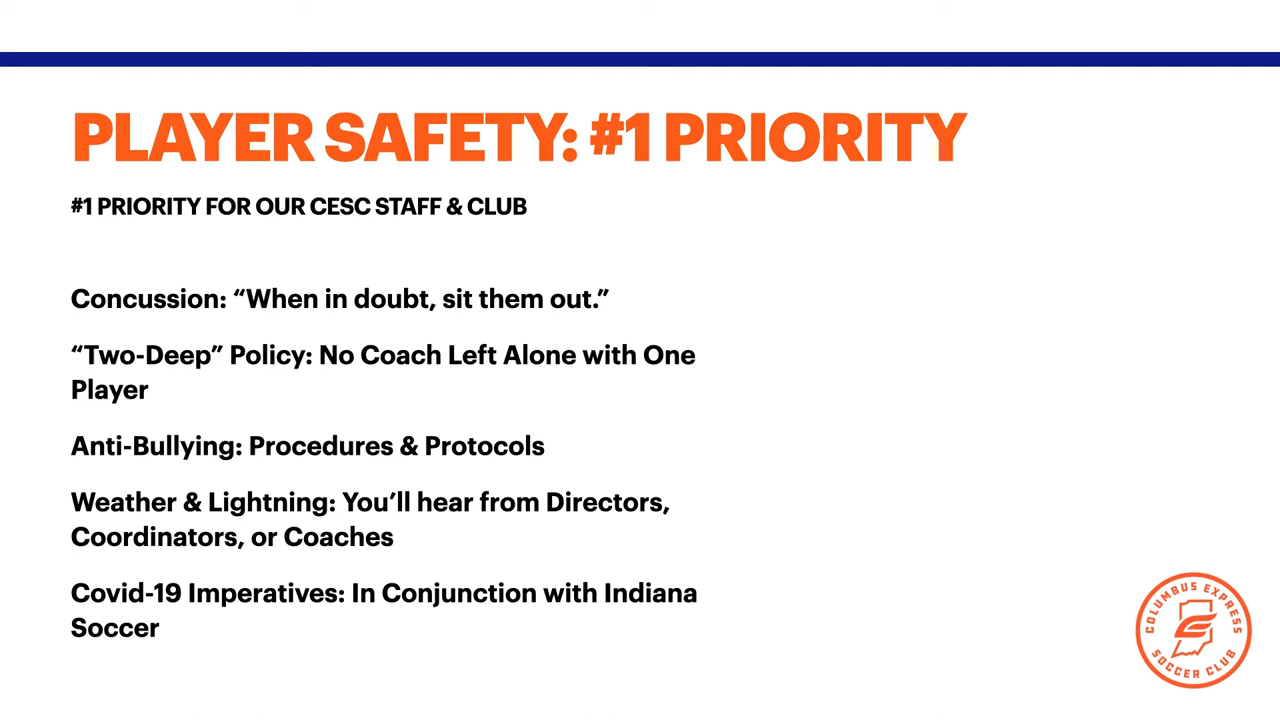 PLAYER SAFETY: #1 PRIORITY
#1 PRIORITY FOR OUR CESC STAFF & CLUB
Concussion: “When in doubt, sit them out.”
“Two-Deep” Policy: No Coach Left Alone with One
Player
Anti-Bullying: Procedures & Protocols
Weather & Lightning: You’ll hear from Directors,
Coordinators, or Coaches
Covid-19 Imperatives: In Conjunction with Indiana
Soccer
COLUMBUS EXPRESS
SOCCER CLUB